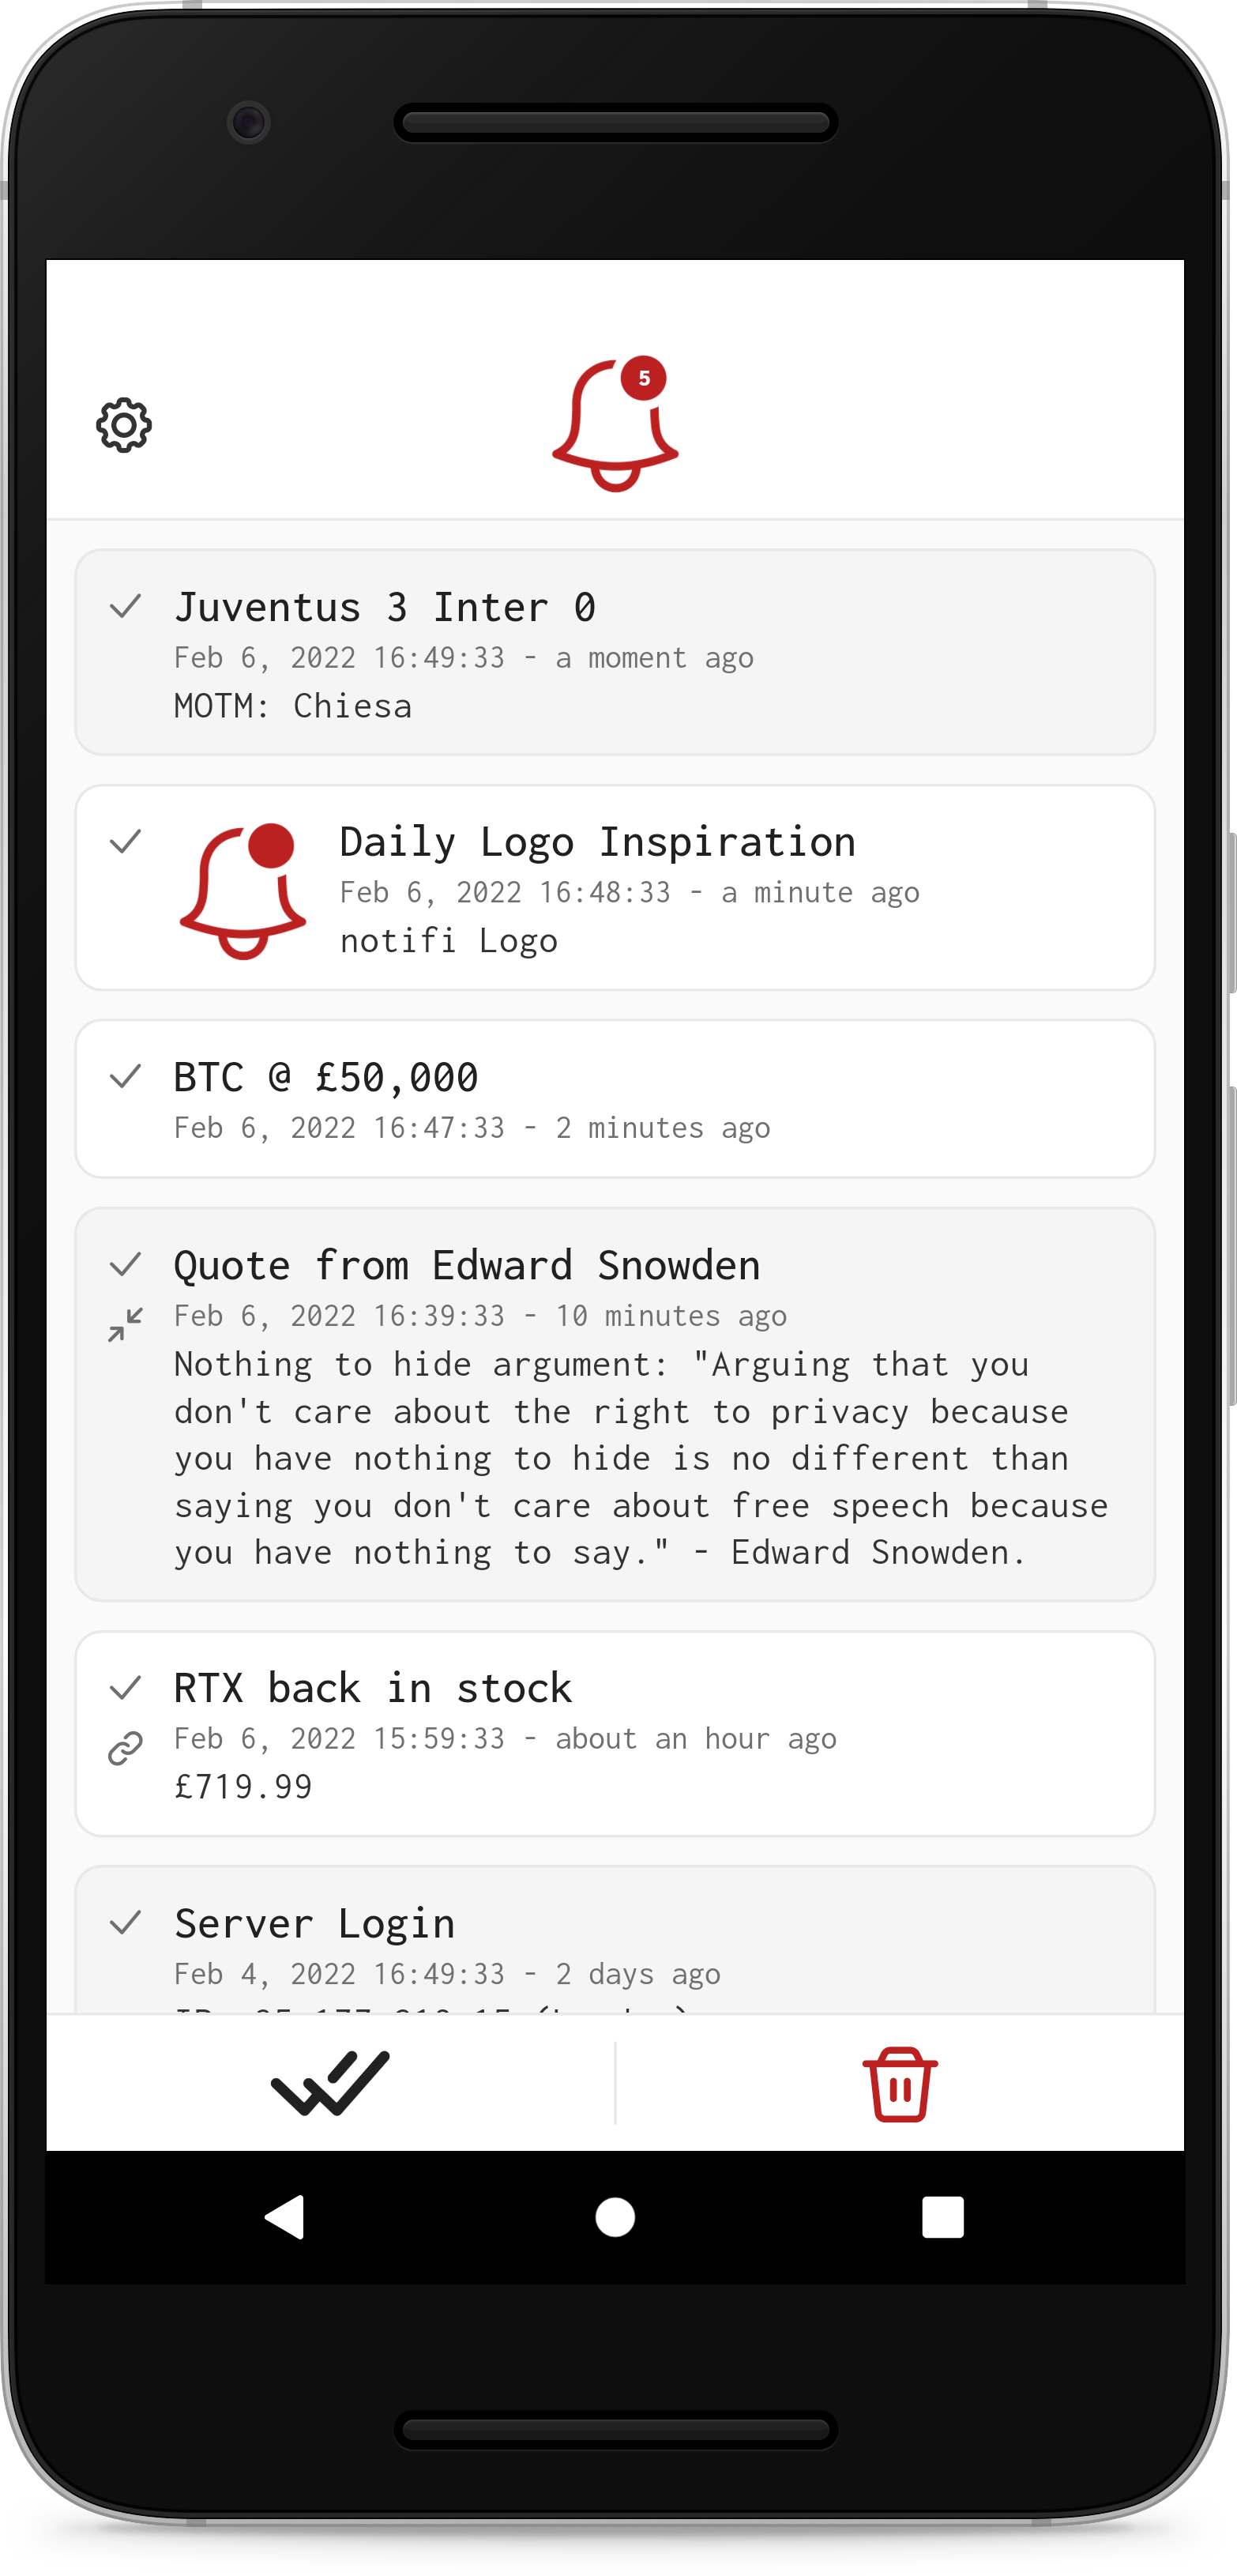 5
Juventus 3 Inter 0
Feb 6, 2022 16:49:33 - a moment ago
MOTM: Chiesa
Daily Logo Inspiration
Feb 6, 2022 16:48:33 - a minute ago
notifi Logo
BTC @ £50,000
Feb 6, 2022 16:47:33 - 2 minutes ago
Quote from Edward Snowden
Feb 6, 2022 16:39:33 - 10 minutes ago
Nothing to hide argument: "Arguing that you
don't care about the right to privacy because
you have nothing to hide is no different than
saying you don't care about free speech because
you have nothing to say." - Edward Snowden.
RTX back in stock
Feb 6, 2022 15:59:33 - about an hour ago
£719.99
Server Login
Feb 4, 2022 16:49:33 - 2 days ago